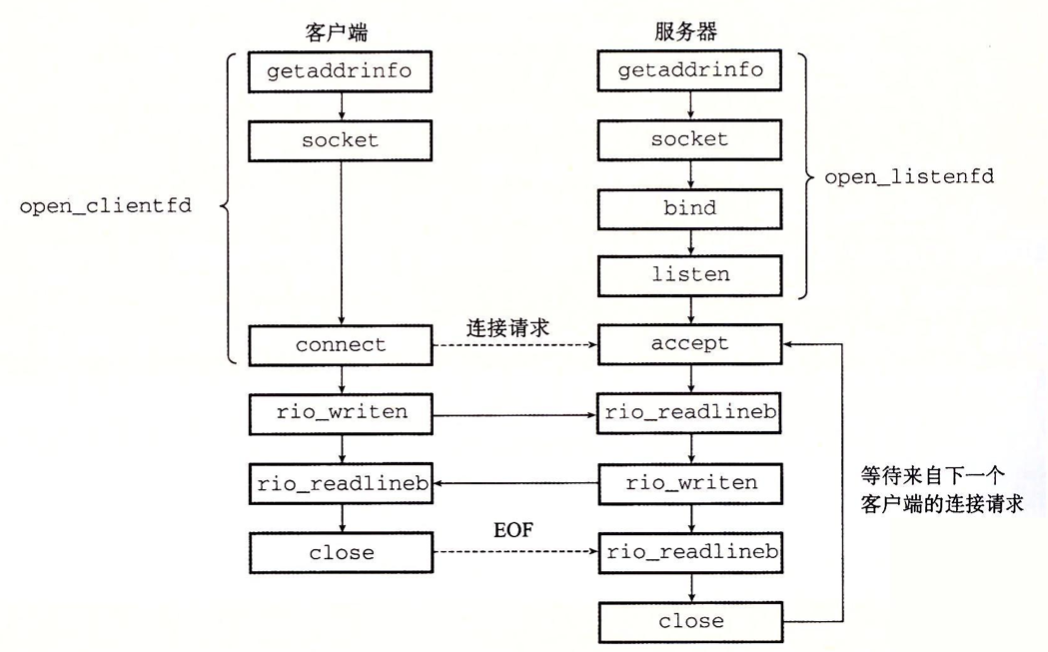 客户端
服务器
getaddrinfo
getaddrinfo
socket
socket
open_listenfd
open_clientfd
bind
listen
连接请求
connect
accept
rio_writen
rio_readlineb
rio_readlineb
rio_writen
等待来自下一个
客户端的连接请求
EOF
close
rio_readlineb
close